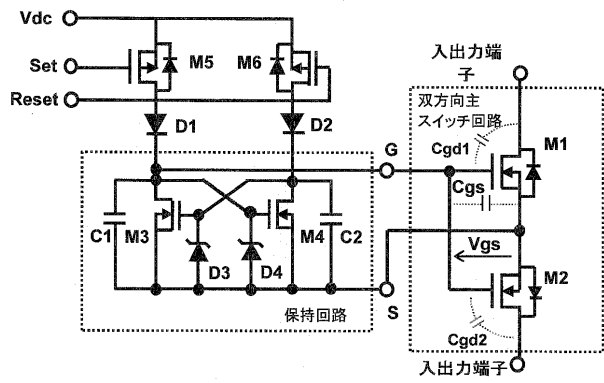 Vdc
Set
Reset
M5
M6
D1
D2
入出力端
子
双方向主
スイッチ回路
Cgd1
M1
G
Cgs
C1
M3
M4
C2
D3
D4
Vgs
M2
S
保持回路
Cgd2
入出力端子